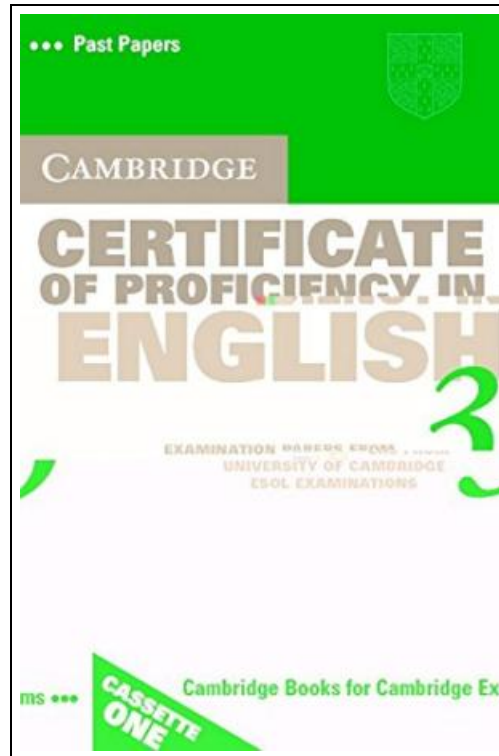 ••• Past Papers
CAMBRIDGE
CERTIFICATE
OF PROFICIENCY IN
ENGLISH
3
EXAMINATION PAPERS FROM
UNIVERSITY OF CAMBRIDGE
ESOL EXAMINATIONS
ms •••
CASSETTE
ONE
Cambridge Books for Cambridge Ex